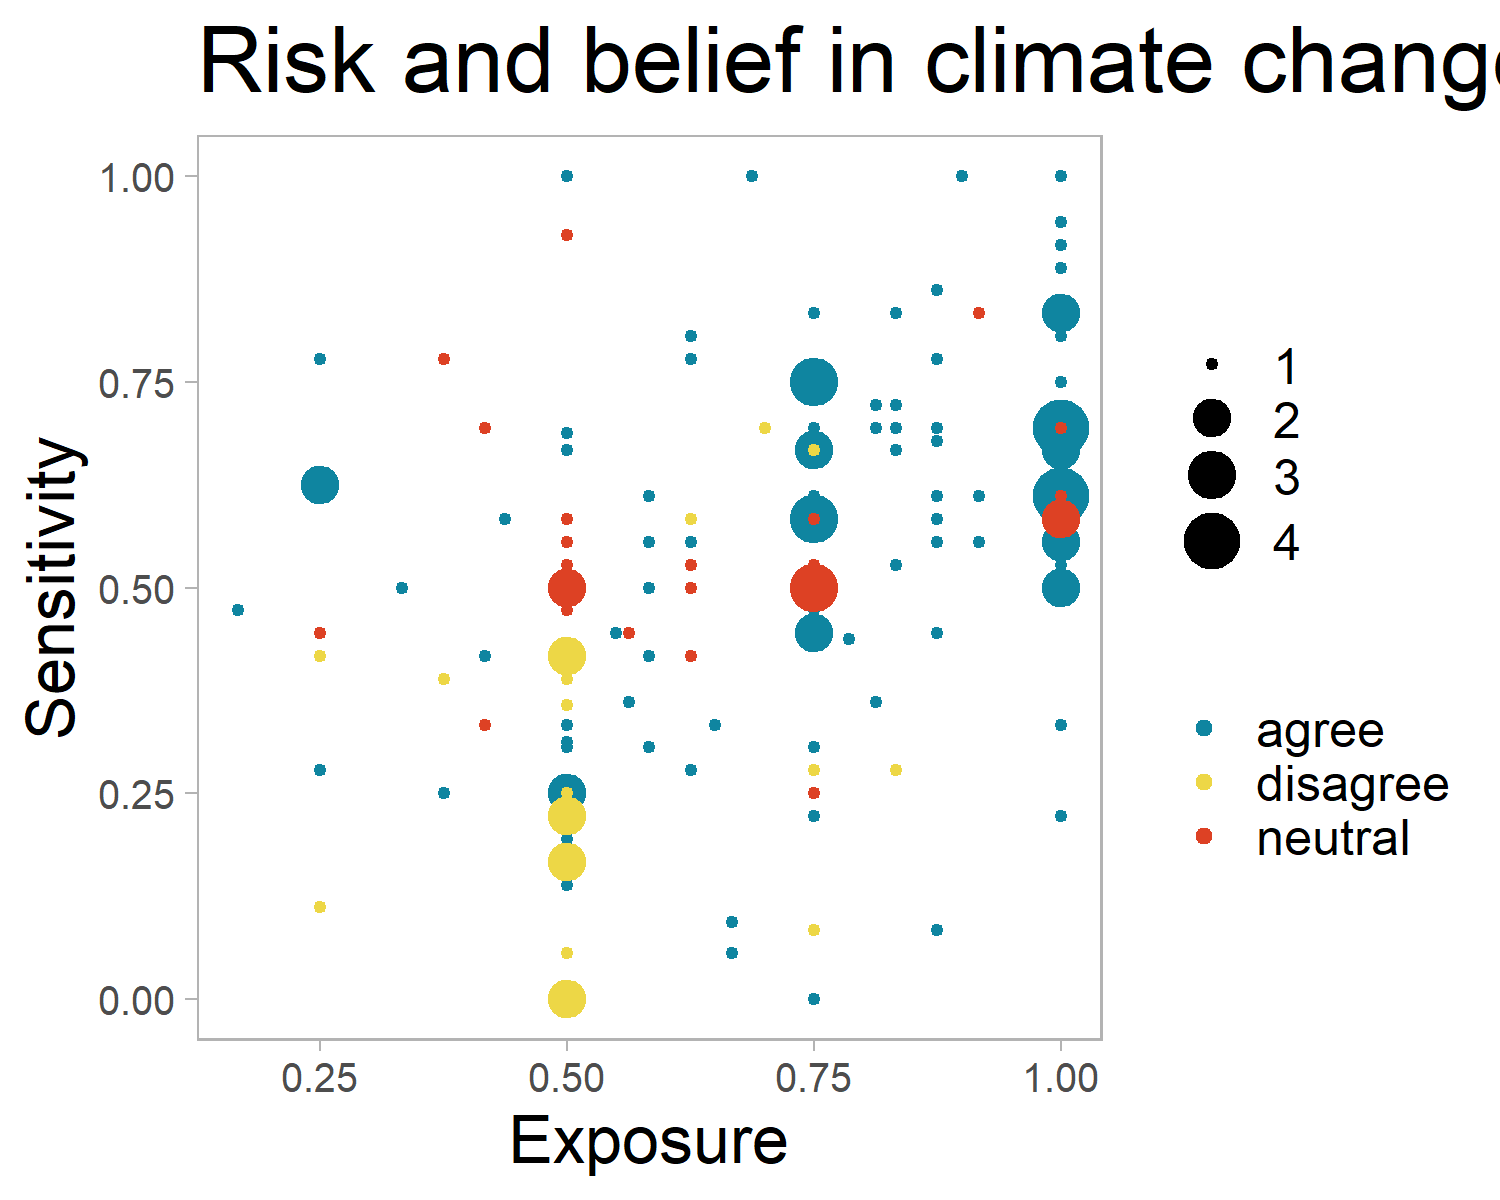 Risk and belief in climate chang
Sensitivity
1.00
0.75
0.50
0.25
0.00
0.25 0.50 0.75 1.00
Exposure
1
2
3
4
agree
disagree
neutral